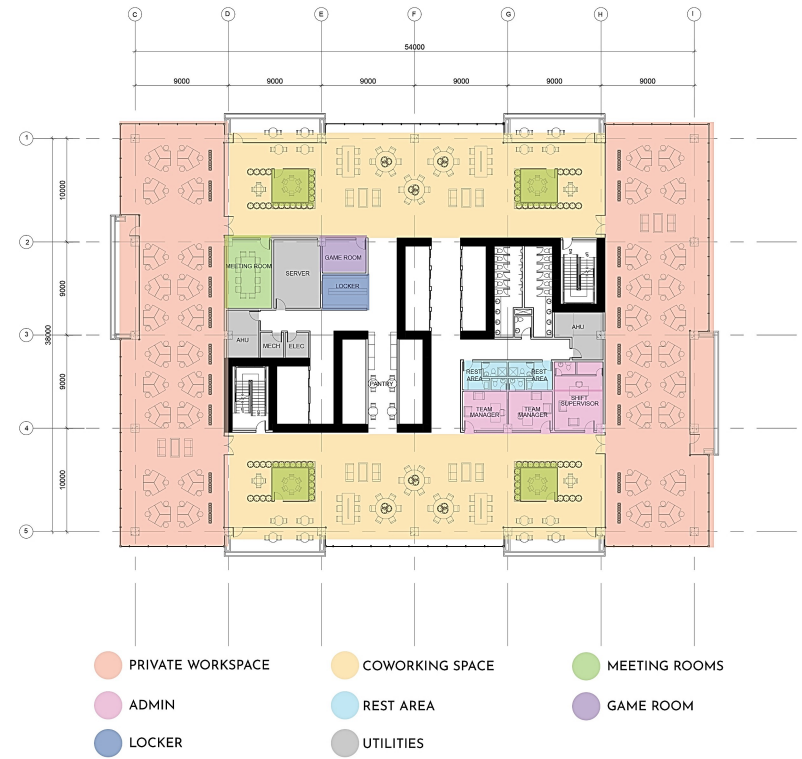 C D E F G H I
54000
9000 9000 9000 9000 9000 9000
1
10000
2
MEETING ROOM
SERVER
GAME ROOM
LOCKER
9000
38000
3
AHU
MECH
ELEC
AHU
9000
PANTRY
REST
AREA
REST
AREA
TEAM
MANAGER
TEAM
MANAGER
SHIFT
SUPERVISOR
4
10000
5
PRIVATE WORKSPACE COWORKING SPACE MEETING ROOMS
ADMIN REST AREA GAME ROOM
LOCKER UTILITIES